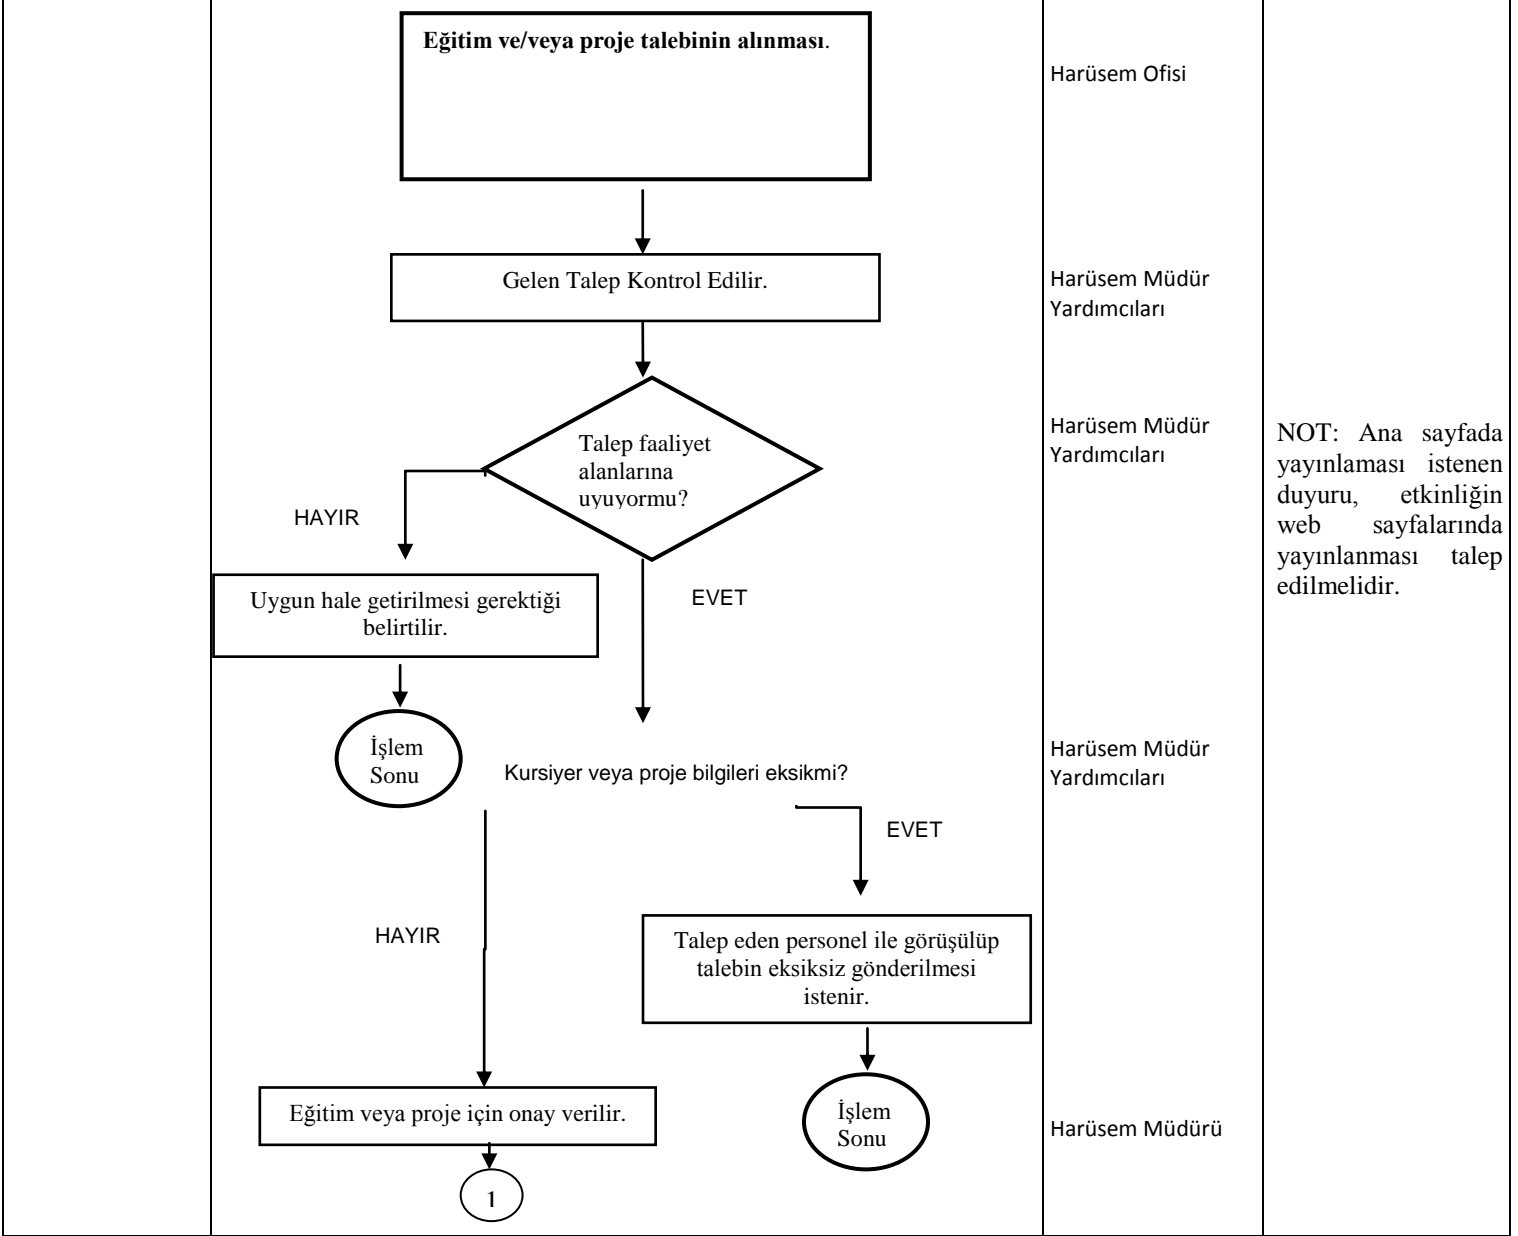 Eğitim ve/veya proje talebinin alınması.
Harüsem Ofisi
Gelen Talep Kontrol Edilir.
Harüsem Müdür
Yardımcıları
Talep faaliyet
alanlarına
uyuyormu?
Harüsem Müdür
Yardımcıları
NOT: Ana sayfada
yayınlaması istenen
duyuru, etkinliğin
web sayfalarında
yayınlanması talep
edilmelidir.
HAYIR
EVET
Uygun hale getirilmesi gerektiği
belirtilir.
İşlem
Sonu
Kursiyer veya proje bilgileri eksikmi?
Harüsem Müdür
Yardımcıları
EVET
HAYIR
Talep eden personel ile görüşülüp
talebin eksiksiz gönderilmesi
istenir.
Eğitim veya proje için onay verilir.
İşlem
Sonu
Harüsem Müdürü
1